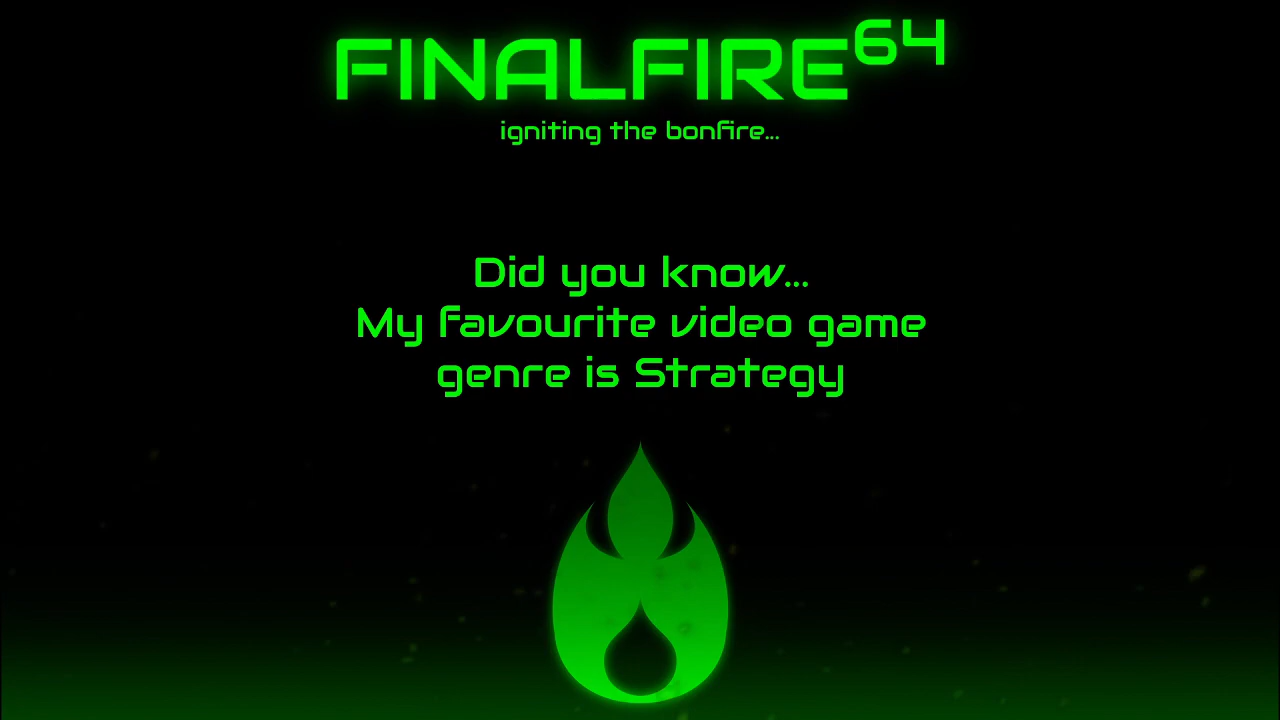 FINALFIRE64
igniting the bonfire...
Did you know...
My favourite video game
genre is Strategy